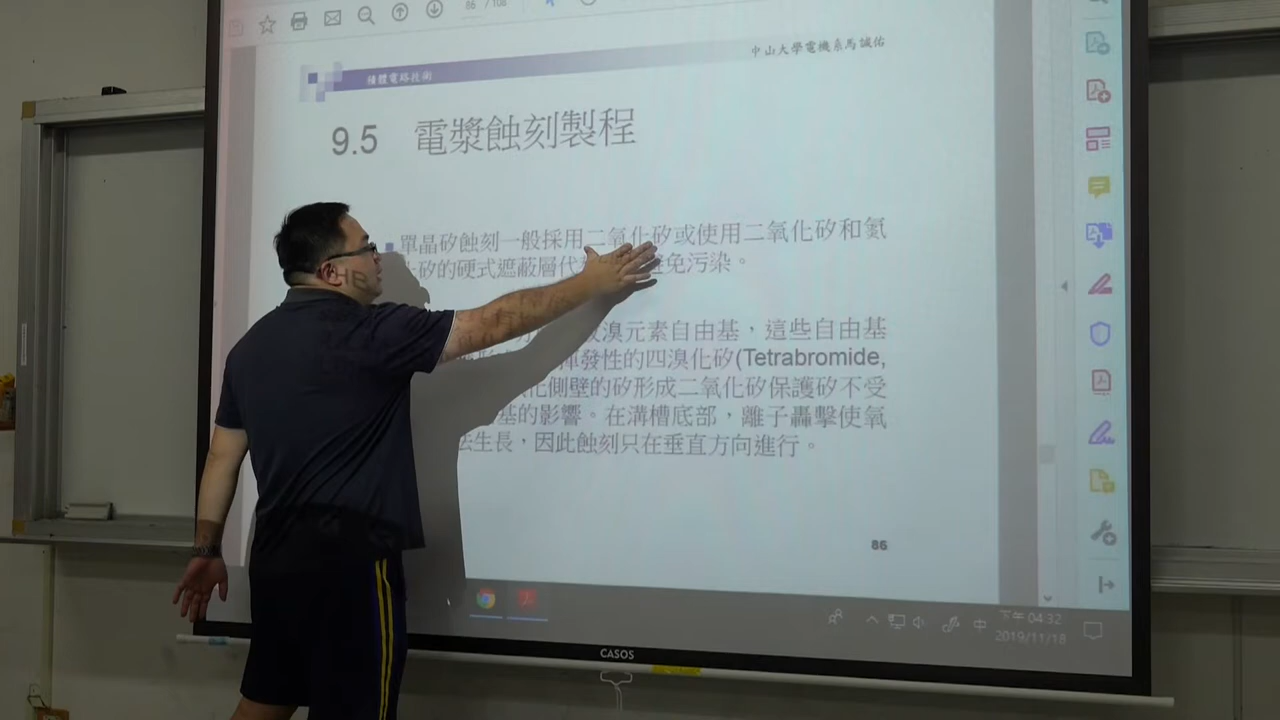 86 / 108
中山大學電機系馬誠佑
積體電路技術
9.5 電漿蝕刻製程
單晶矽蝕刻一般採用二氧化矽或使用二氧化矽和氮
矽的硬式遮蔽層代 避免污染。
溴元素自由基，這些自由基
揮發性的四溴化矽(Tetrabromide,
化側壁的矽形成二氧化矽保護矽不受
基的影響。在溝槽底部，離子轟擊使氧
法生長，因此蝕刻只在垂直方向進行。
86
中
下午 04:32
2019/11/18
CASOS